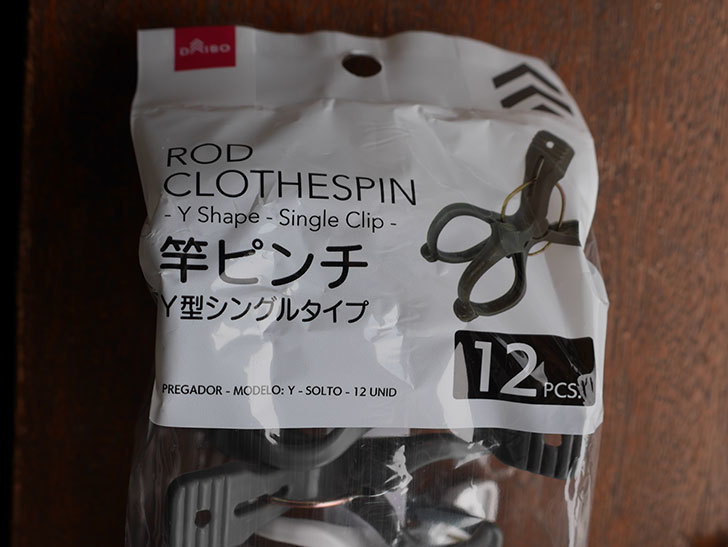 DAISO
ROD
CLOTHESPIN
- Y Shape - Single Clip -
竿ピンチ
Y型シングルタイプ
12 PCS.
PREGADOR - MODELO: Y - SOLTO - 12 UNID